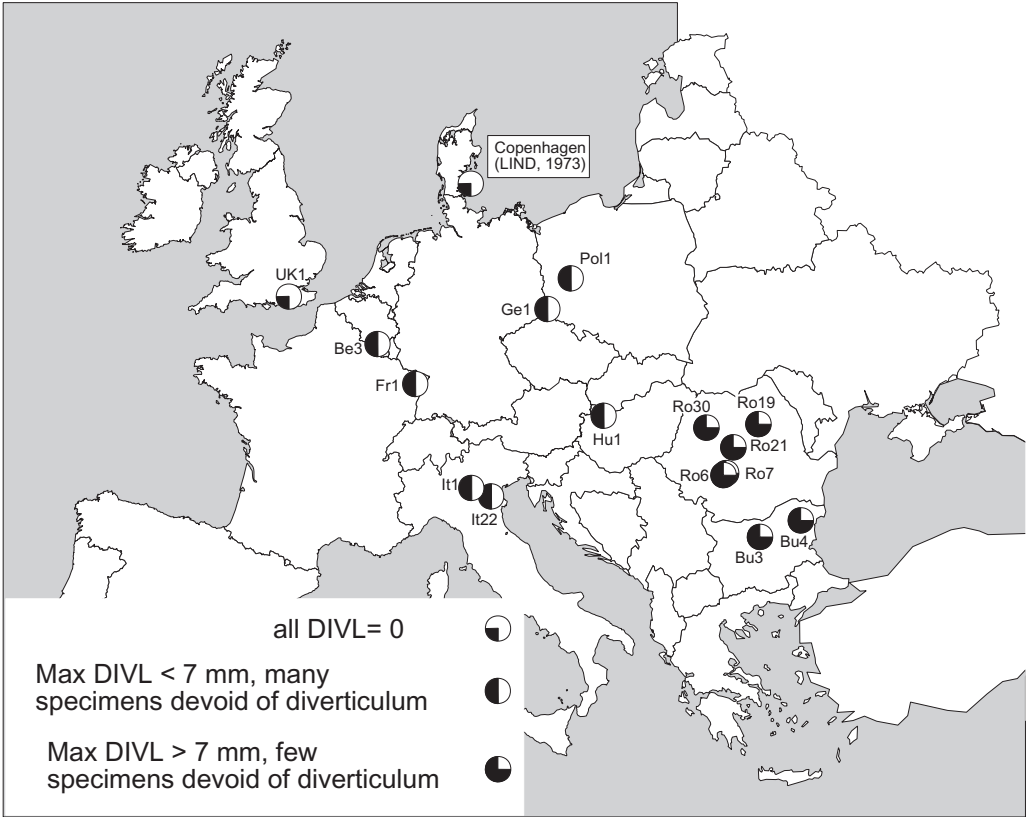 Copenhagen
(LIND, 1973)
UK1
Pol1
Ge1
Be3
Fr1
Ro30
Ro19
Hu1
Ro21
Ro6
Ro7
It1
It22
Bu4
Bu3
all DIVL= 0
Max DIVL < 7 mm, many
specimens devoid of diverticulum
Max DIVL > 7 mm, few
specimens devoid of diverticulum